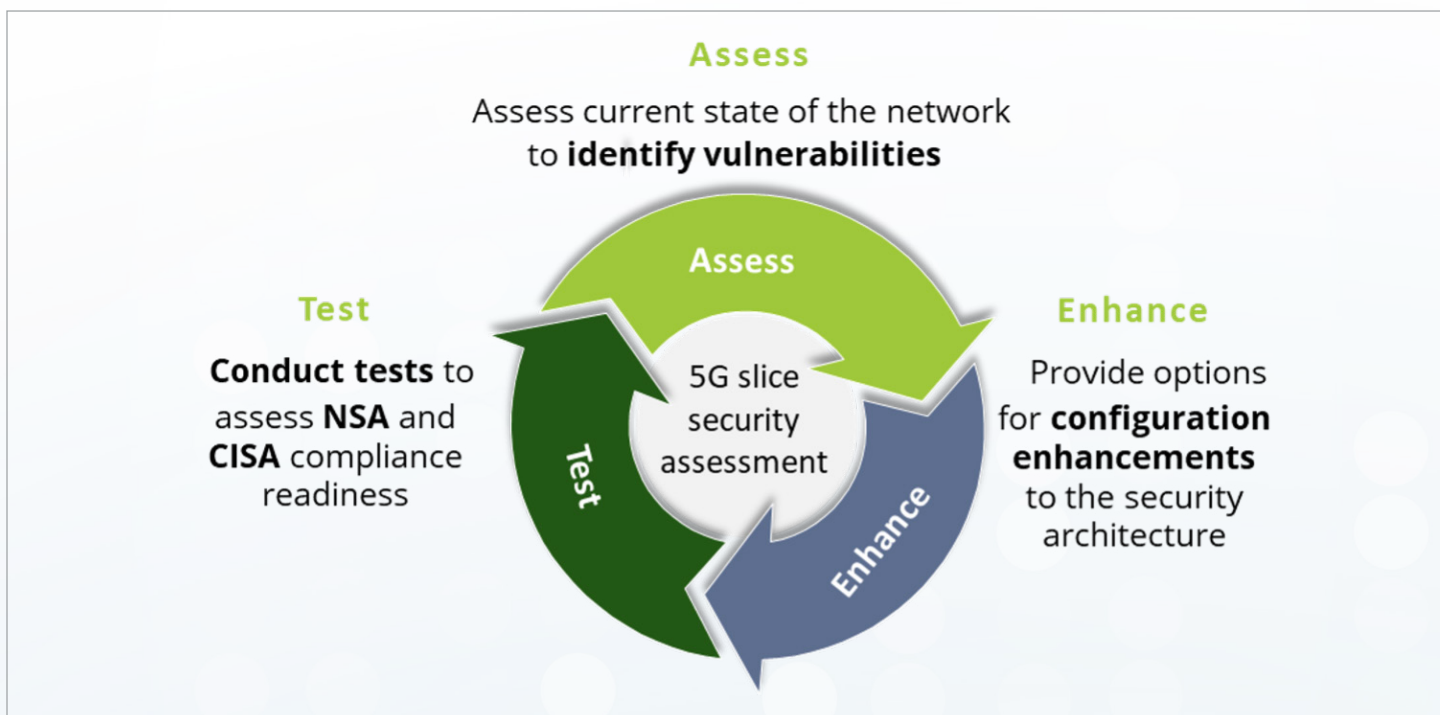 Assess
Assess current state of the network
to identify vulnerabilities
Assess
Test
Conduct tests to
assess NSA and
CISA compliance
readiness
Enhance
Provide options
for configuration
enhancements
to the security
architecture
5G slice
security
assessment
Test
Enhance